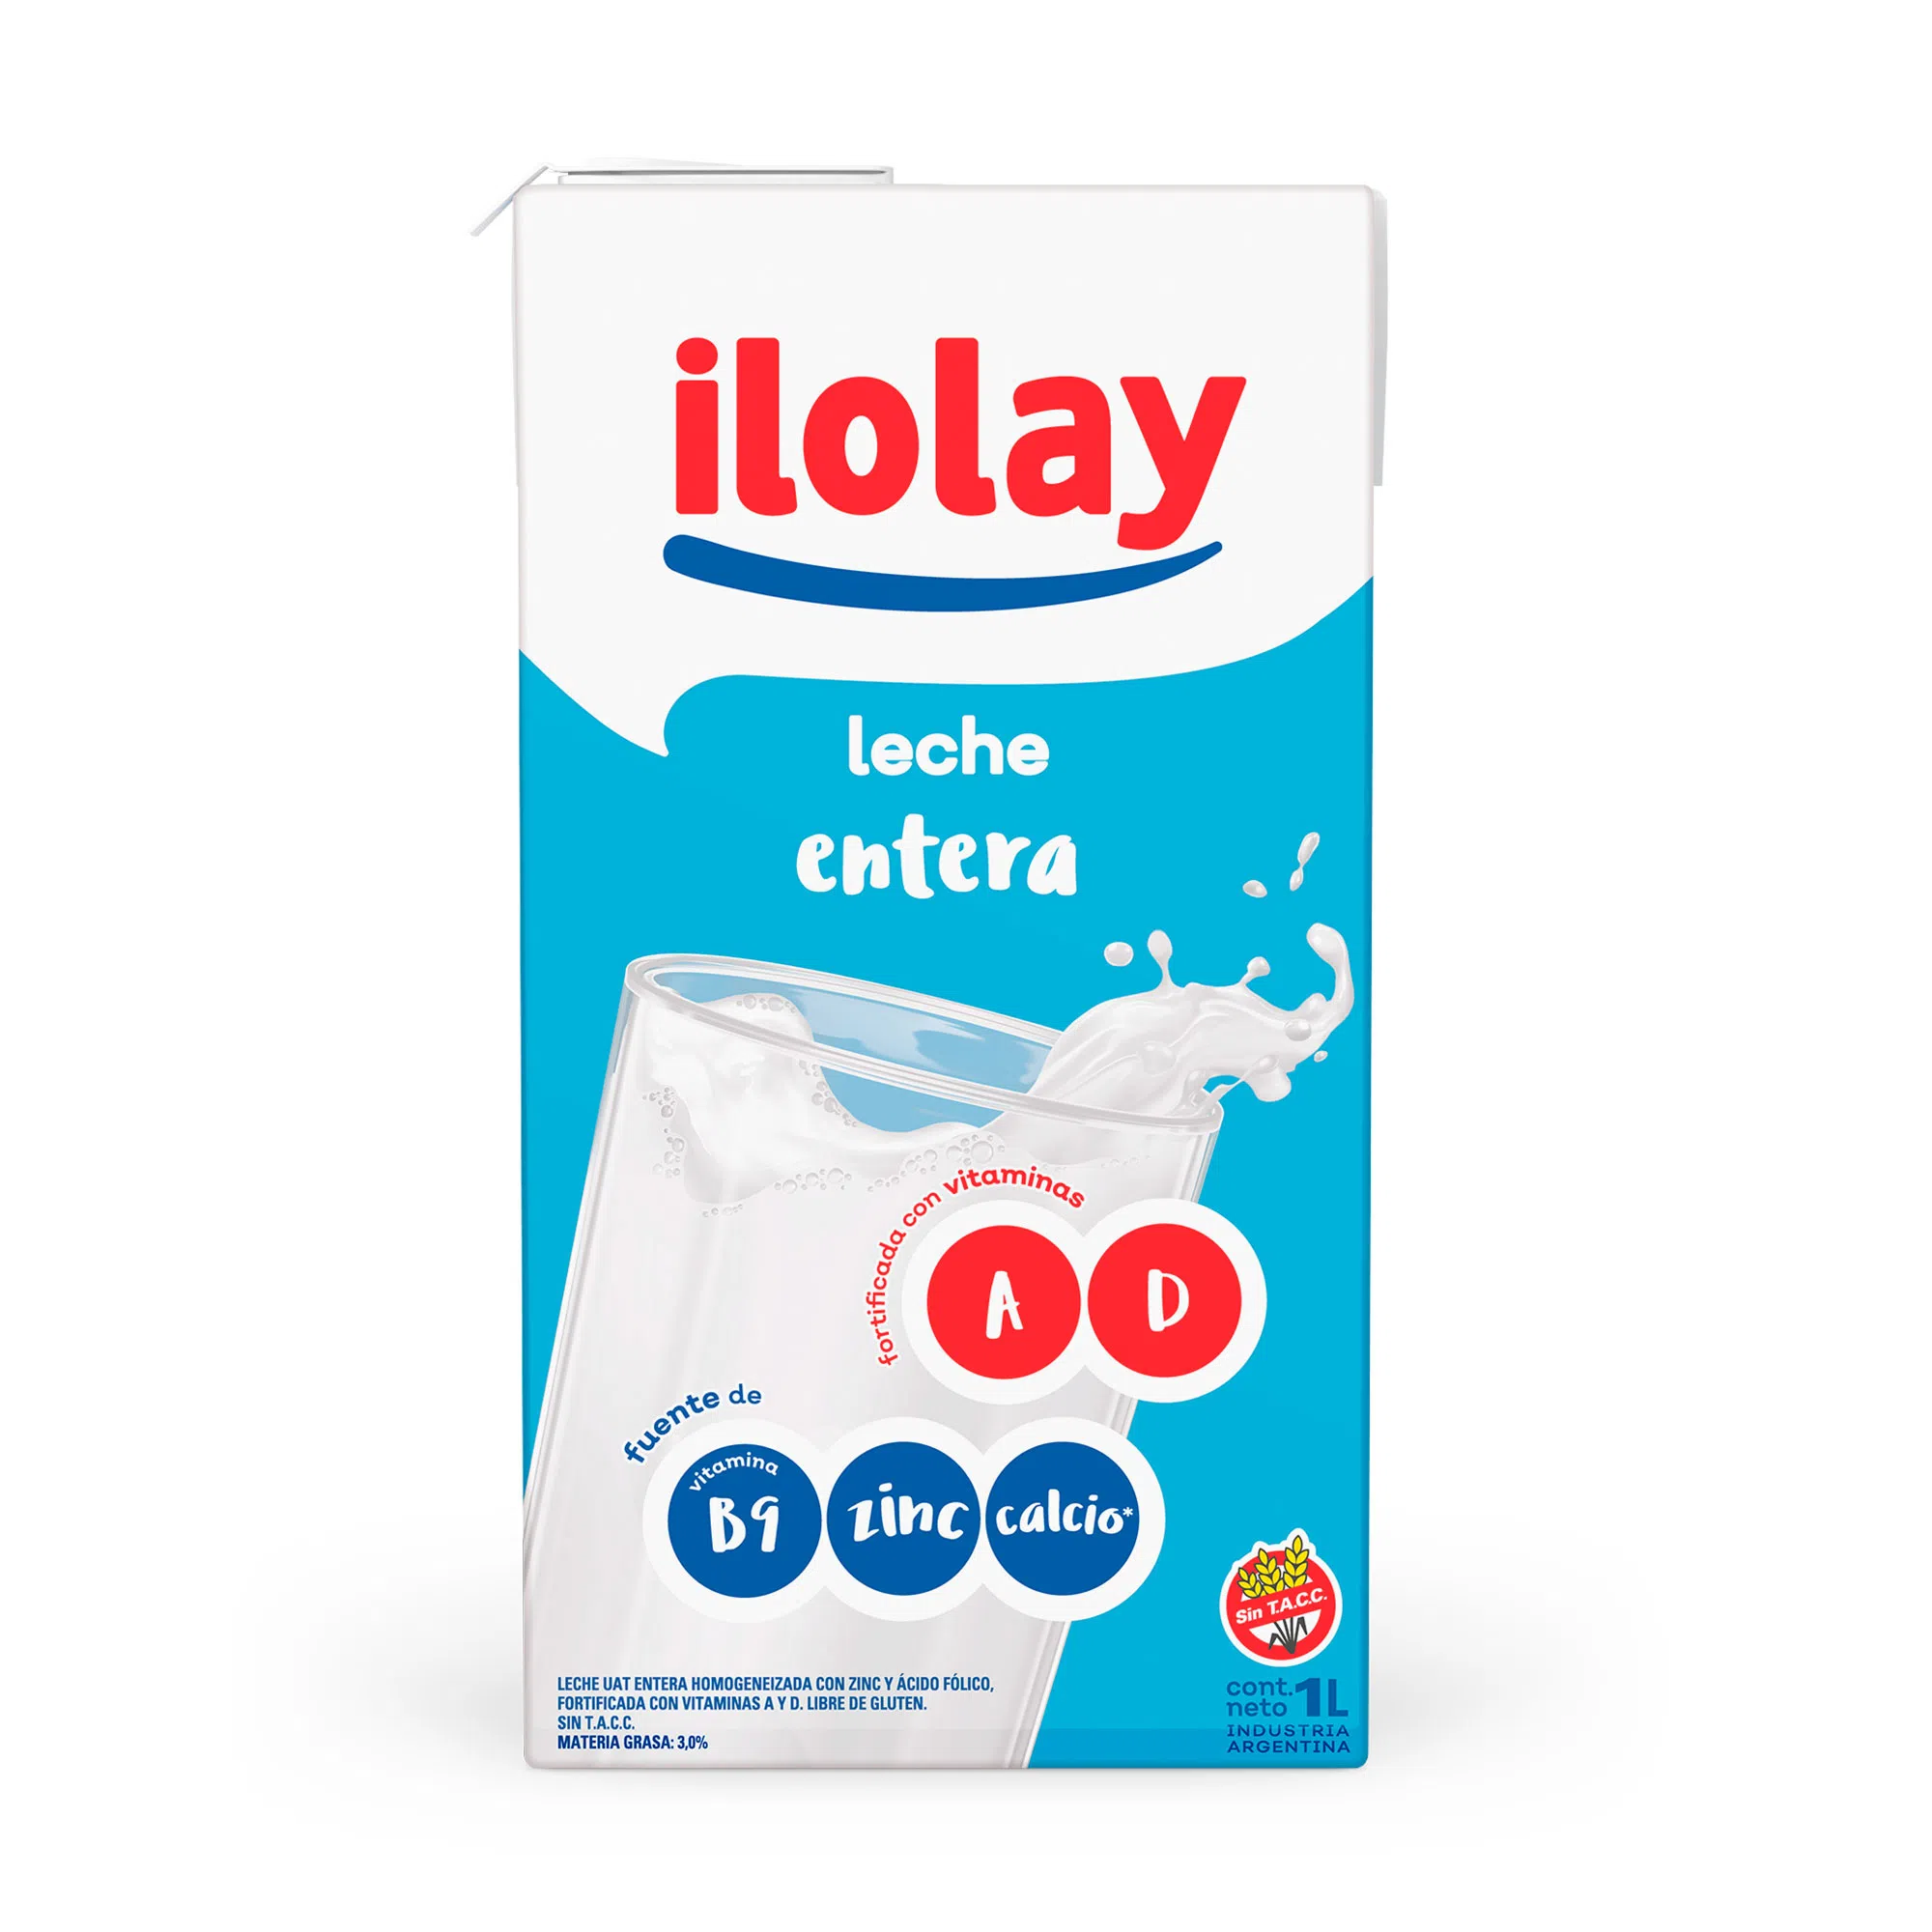 ilolay
leche
entera
fortificada con vitaminas
A D
fuente de
vitamina
B9 zinc calcio*
Sin T.A.C.C.
LECHE UAT ENTERA HOMOGENEIZADA CON ZINC Y ÁCIDO FÓLICO,
FORTIFICADA CON VITAMINAS A Y D. LIBRE DE GLUTEN.
SIN T.A.C.C.
MATERIA GRASA: 3,0%
cont.
neto 1L
INDUSTRIA
ARGENTINA